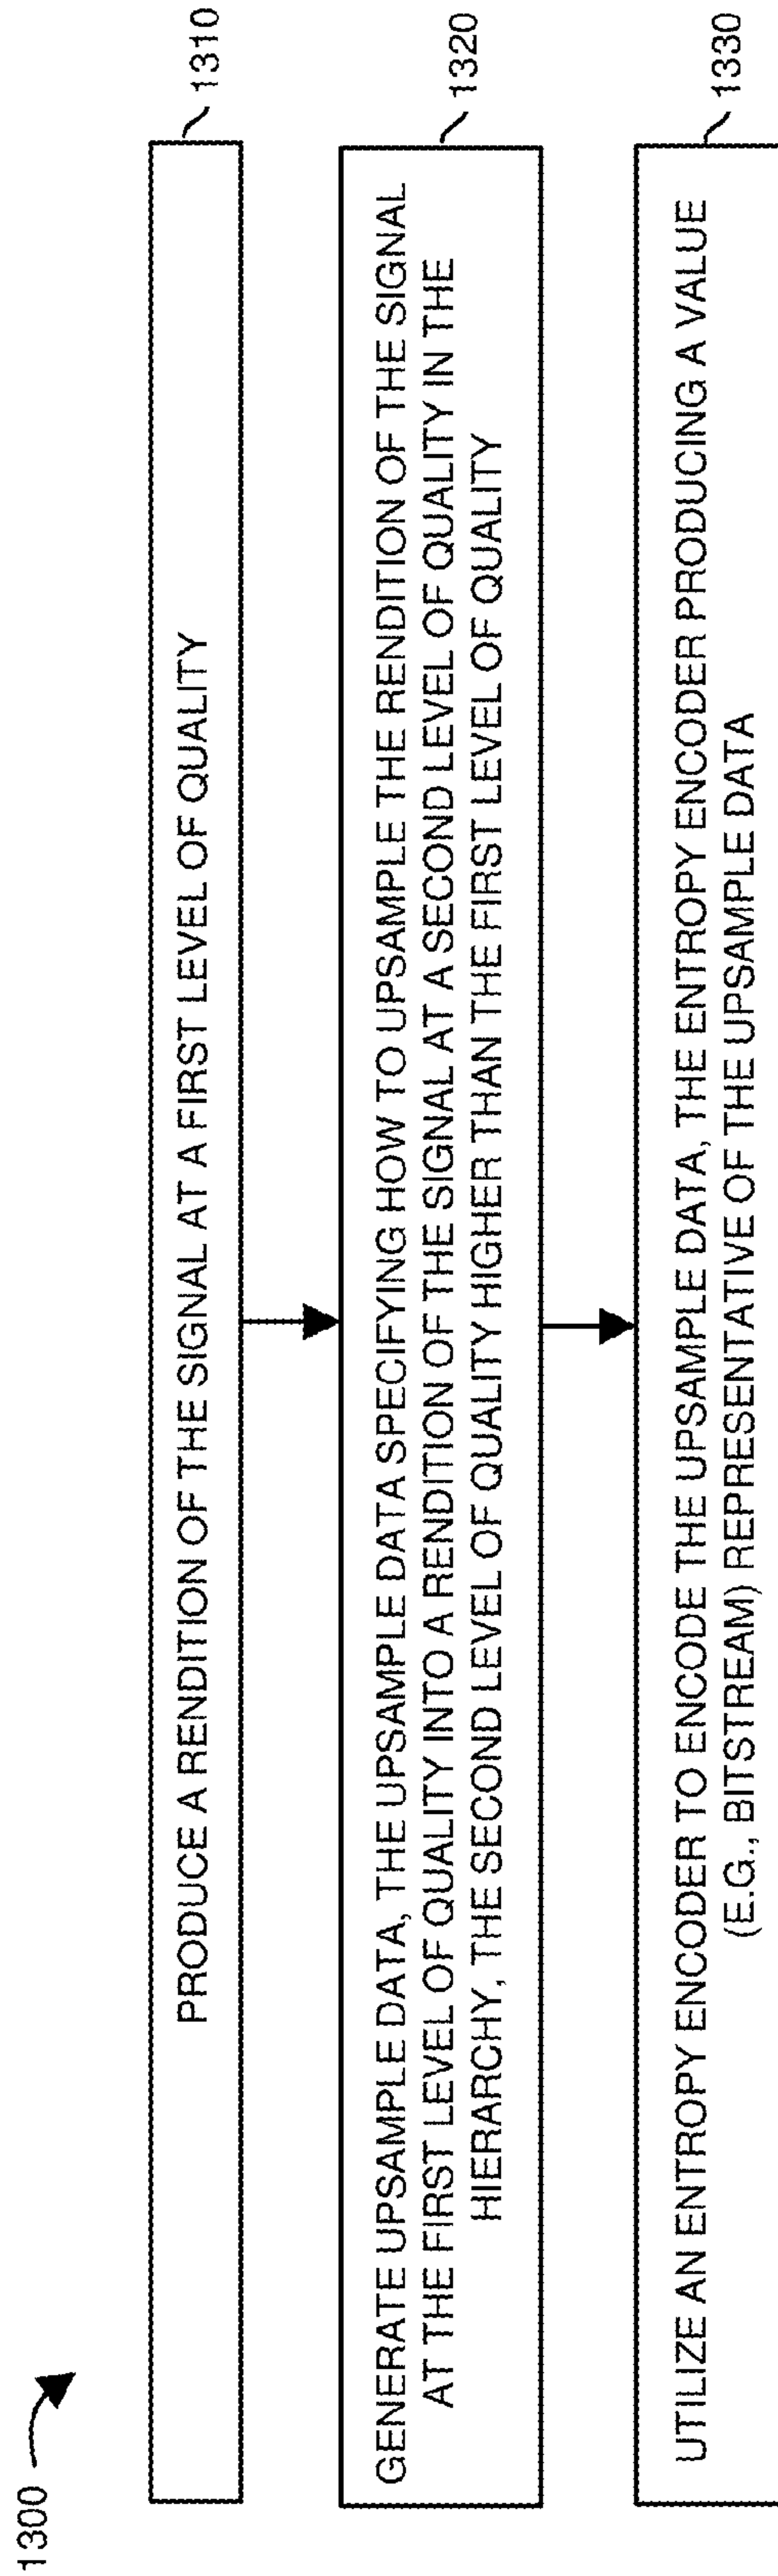 1300
PRODUCE A RENDITION OF THE SIGNAL AT A FIRST LEVEL OF QUALITY
1310
GENERATE UPSAMPLE DATA, THE UPSAMPLE DATA SPECIFYING HOW TO UPSAMPLE THE RENDITION OF THE SIGNAL
AT THE FIRST LEVEL OF QUALITY INTO A RENDITION OF THE SIGNAL AT A SECOND LEVEL OF QUALITY IN THE
HIERARCHY, THE SECOND LEVEL OF QUALITY HIGHER THAN THE FIRST LEVEL OF QUALITY
1320
UTILIZE AN ENTROPY ENCODER TO ENCODE THE UPSAMPLE DATA, THE ENTROPY ENCODER PRODUCING A VALUE
(E.G., BITSTREAM) REPRESENTATIVE OF THE UPSAMPLE DATA
1330